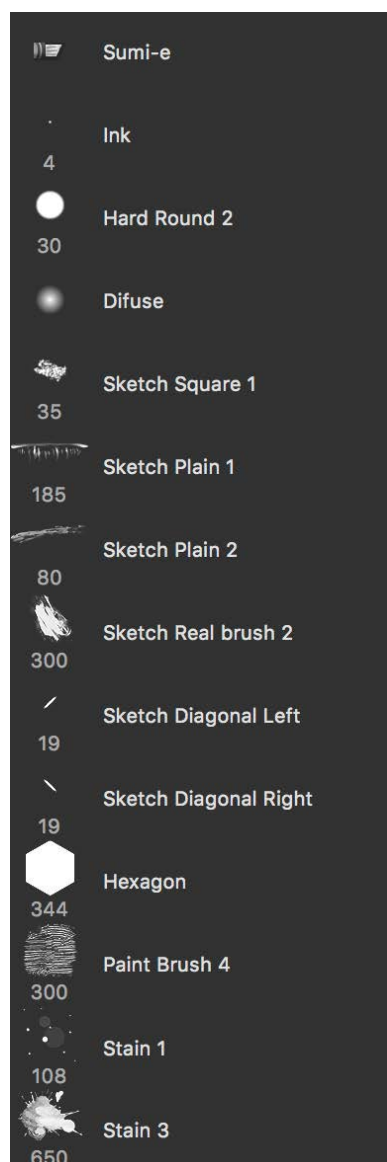 Sumi-e
Ink
4
Hard Round 2
30
Difuse
Sketch Square 1
35
Sketch Plain 1
185
Sketch Plain 2
80
Sketch Real brush 2
300
Sketch Diagonal Left
19
Sketch Diagonal Right
19
Hexagon
344
Paint Brush 4
300
Stain 1
108
Stain 3
650